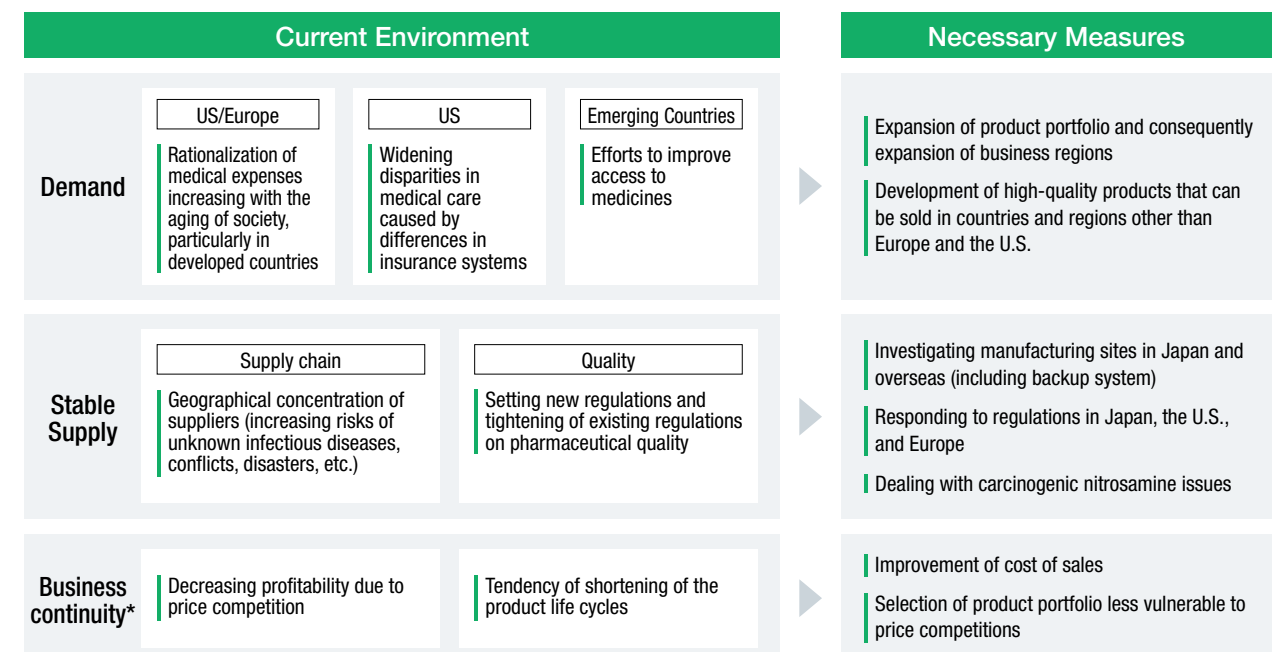 Current Environment
Necessary Measures
Demand
US/Europe
Rationalization of
medical expenses
increasing with the
aging of society,
particularly in
developed countries
US
Widening
disparities in
medical care
caused by
differences in
insurance systems
Emerging Countries
Efforts to improve
access to
medicines
Expansion of product portfolio and consequently
expansion of business regions
Development of high-quality products that can
be sold in countries and regions other than
Europe and the U.S.
Stable
Supply
Supply chain
Geographical concentration of
suppliers (increasing risks of
unknown infectious diseases,
conflicts, disasters, etc.)
Quality
Setting new regulations and
tightening of existing regulations
on pharmaceutical quality
Investigating manufacturing sites in Japan and
overseas (including backup system)
Responding to regulations in Japan, the U.S.,
and Europe
Dealing with carcinogenic nitrosamine issues
Business
continuity*
Decreasing profitability due to
price competition
Tendency of shortening of the
product life cycles
Improvement of cost of sales
Selection of product portfolio less vulnerable to
price competitions